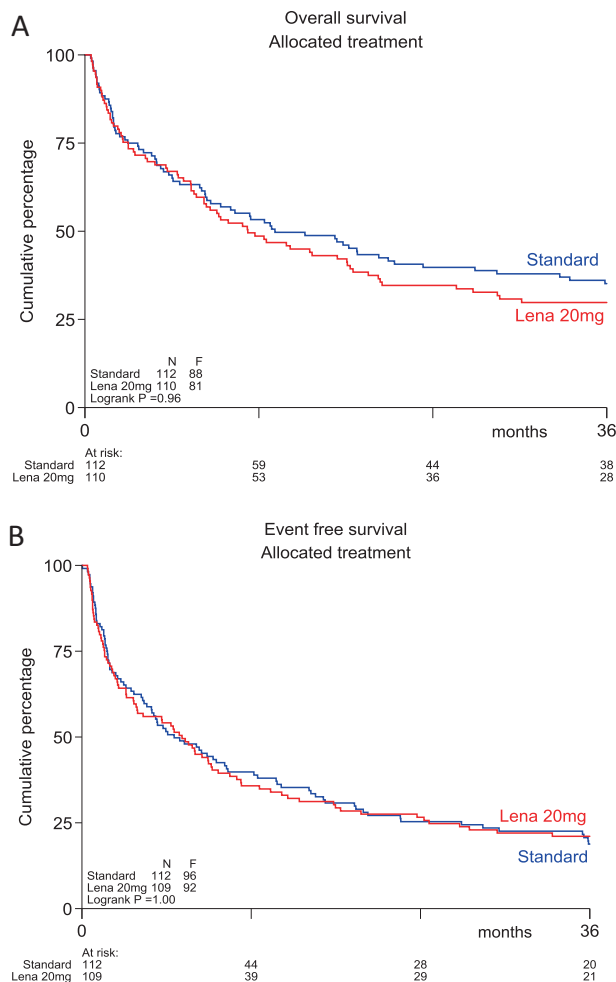 A
Overall survival
Allocated treatment
100
75
50
25
0
Cumulative percentage
Standard
Lena 20mg
N F
Standard 112 88
Lena 20mg 110 81
Logrank P =0.96
0 months 36
At risk:
Standard 112 59 44 38
Lena 20mg 110 53 36 28
B
Event free survival
Allocated treatment
100
75
50
25
0
Cumulative percentage
Lena 20mg
Standard
N F
Standard 112 96
Lena 20mg 109 92
Logrank P =1.00
0 months 36
At risk:
Standard 112 44 28 20
Lena 20mg 109 39 29 21